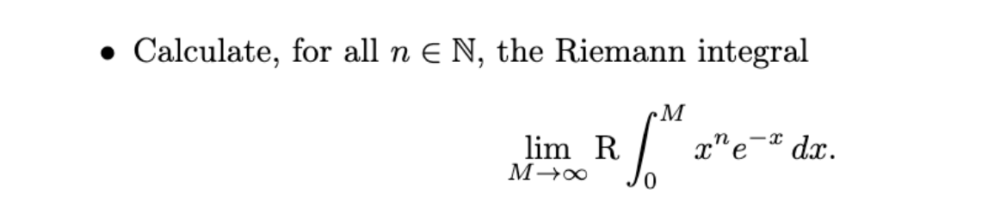 • Calculate, for all n ∈ ℕ, the Riemann integral
lim_{M→∞} R ∫_0^M x^n e^{-x} dx.